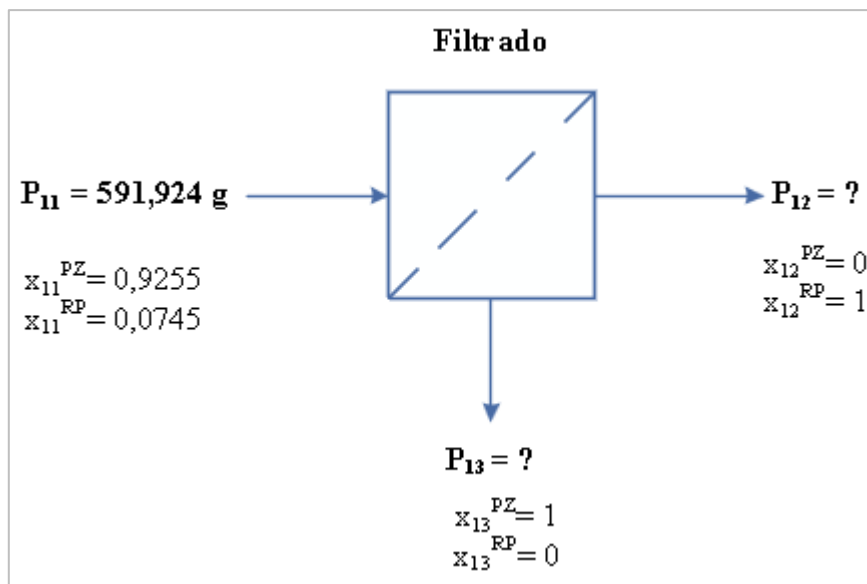 Filtrado
P₁₁ = 591,924 g
x₁₁ᴾᶻ= 0,9255
x₁₁ᴿᴾ= 0,0745
P₁₂ = ?
x₁₂ᴾᶻ= 0
x₁₂ᴿᴾ= 1
P₁₃ = ?
x₁₃ᴾᶻ= 1
x₁₃ᴿᴾ= 0